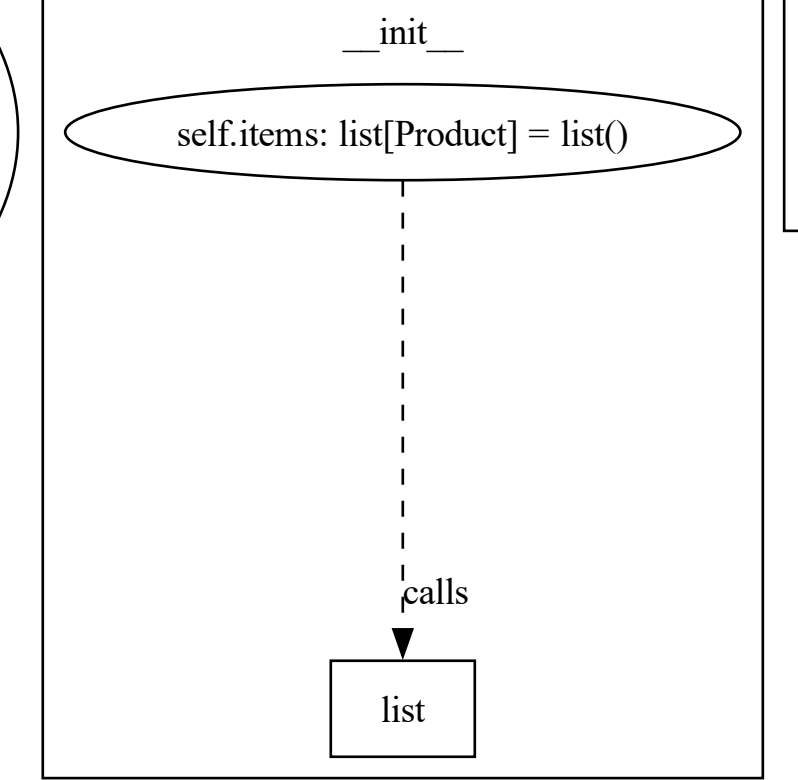 __init__
self.items: list[Product] = list()
calls
list